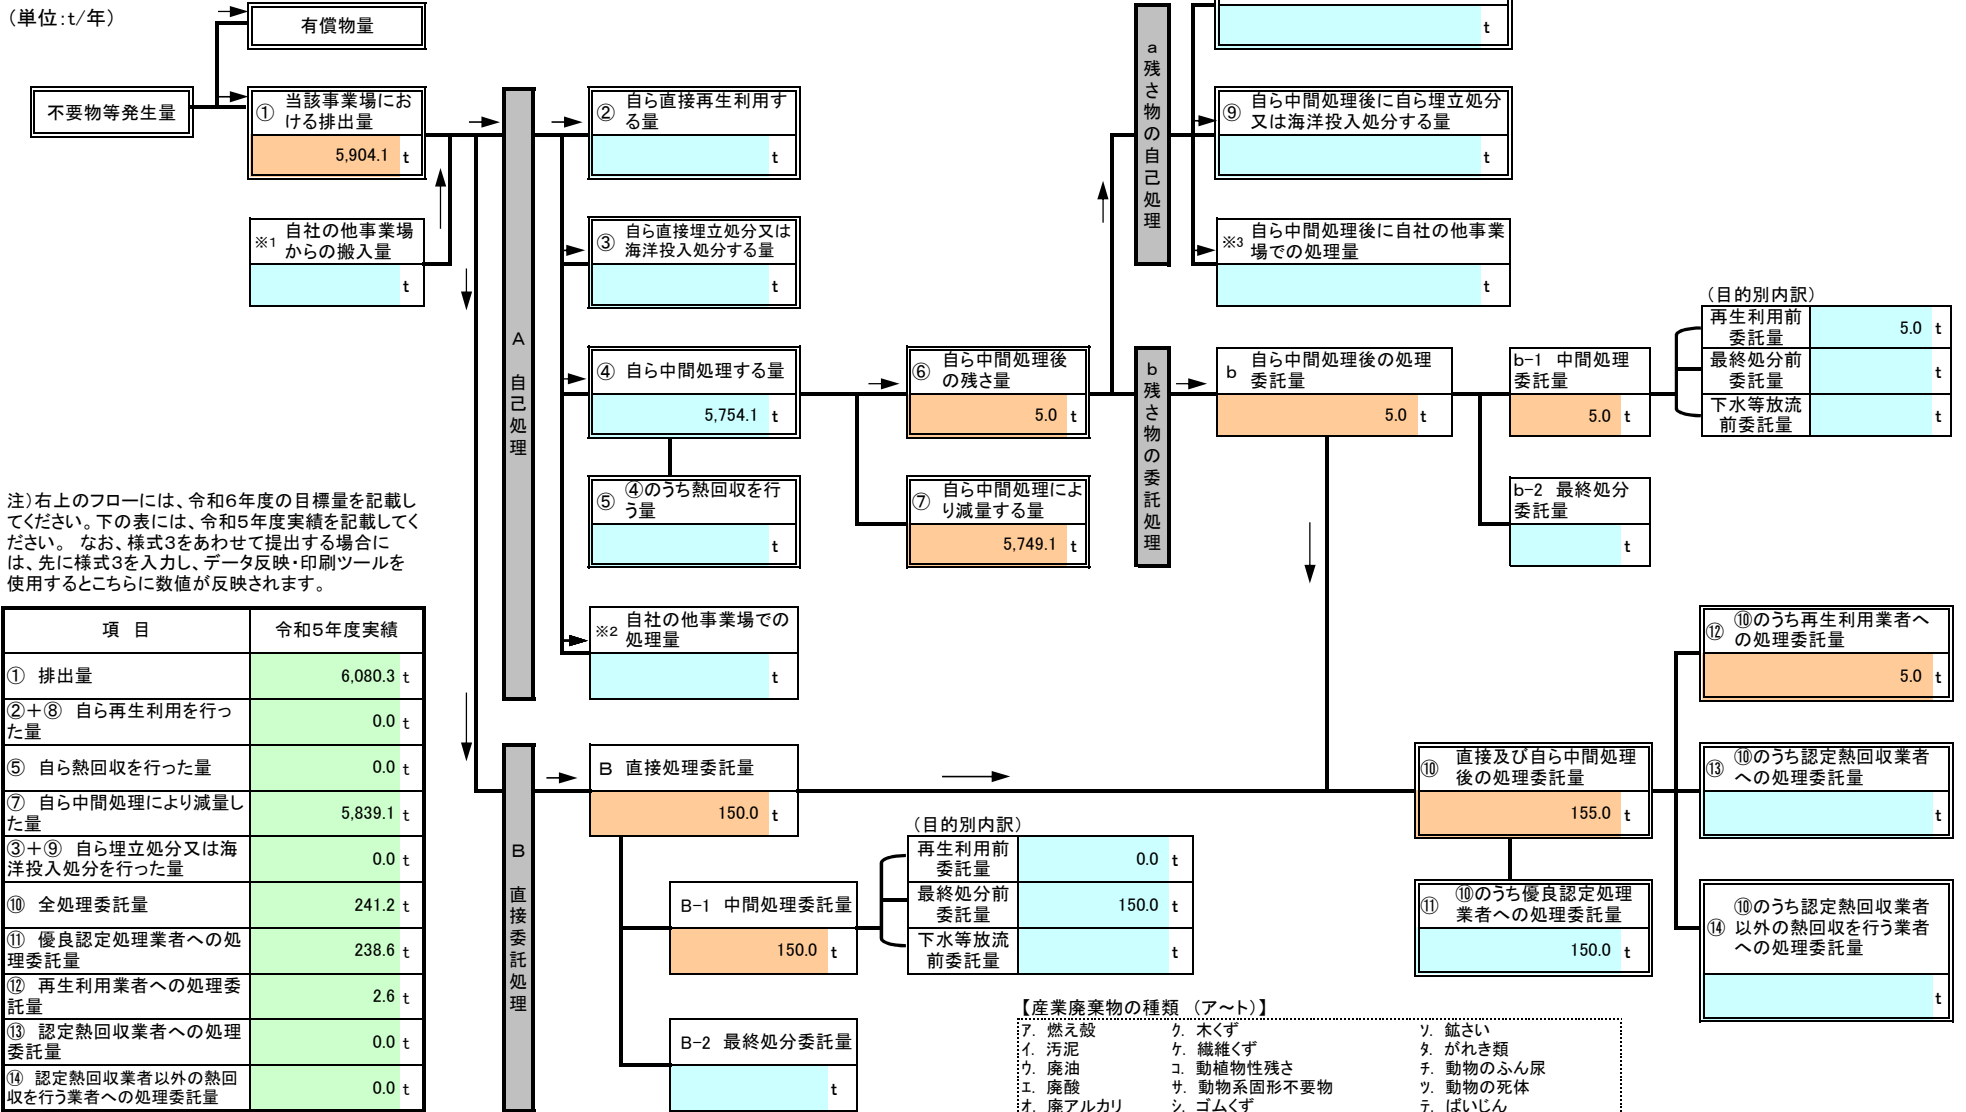 (単位:t/年)
有償物量
不要物等発生量
① 当該事業場にお
ける排出量
5,904.1 t
※1 自社の他事業場
からの搬入量
t
A 自己処理
② 自ら直接再生利用す
る量
t
③ 自ら直接埋立処分又は
海洋投入処分する量
t
④ 自ら中間処理する量
5,754.1 t
⑤ ④のうち熱回収を行
う量
t
※2 自社の他事業場での
処理量
t
⑥ 自ら中間処理後
の残さ量
5.0 t
⑦ 自ら中間処理によ
り減量する量
5,749.1 t
a 残さ物の自己処理
t
⑨ 自ら中間処理後に自ら埋立処分
又は海洋投入処分する量
t
※3 自ら中間処理後に自社の他事業
場での処理量
t
b 残さ物の委託処理
b 自ら中間処理後の処理
委託量
5.0 t
b-1 中間処理
委託量
5.0 t
(目的別内訳)
再生利用前
委託量
5.0 t
最終処分前
委託量
t
下水等放流
前委託量
t
b-2 最終処分
委託量
t
注)右上のフローには、令和6年度の目標量を記載し
てください。下の表には、令和5年度実績を記載してく
ださい。 なお、様式3をあわせて提出する場合に
は、先に様式3を入力し、データ反映・印刷ツールを
使用するとこちらに数値が反映されます。
項 目 令和5年度実績
① 排出量 6,080.3 t
②+⑧ 自ら再生利用を行っ
た量
0.0 t
⑤ 自ら熱回収を行った量 0.0 t
⑦ 自ら中間処理により減量し
た量
5,839.1 t
③+⑨ 自ら埋立処分又は海
洋投入処分を行った量
0.0 t
⑩ 全処理委託量 241.2 t
⑪ 優良認定処理業者への処
理委託量
238.6 t
⑫ 再生利用業者への処理委
託量
2.6 t
⑬ 認定熱回収業者への処理
委託量
0.0 t
⑭ 認定熱回収業者以外の熱回
収を行う業者への処理委託量
0.0 t
B 直接委託処理
B 直接処理委託量
150.0 t
B-1 中間処理委託量
150.0 t
(目的別内訳)
再生利用前
委託量
0.0 t
最終処分前
委託量
150.0 t
下水等放流
前委託量
t
B-2 最終処分委託量
t
⑩ 直接及び自ら中間処理
後の処理委託量
155.0 t
⑪ ⑩のうち優良認定処理
業者への処理委託量
150.0 t
⑫ ⑩のうち再生利用業者へ
の処理委託量
5.0 t
⑬ ⑩のうち認定熱回収業者
への処理委託量
t
⑭ ⑩のうち認定熱回収業者
以外の熱回収を行う業者
への処理委託量
t
【産業廃棄物の種類 (ア~ト)】
ア. 燃え殻 ク. 木くず ソ. 鉱さい
イ. 汚泥 ケ. 繊維くず タ. がれき類
ウ. 廃油 コ. 動植物性残さ チ. 動物のふん尿
エ. 廃酸 サ. 動物系固形不要物 ツ. 動物の死体
オ. 廃アルカリ シ. ゴムくず テ. ばいじん